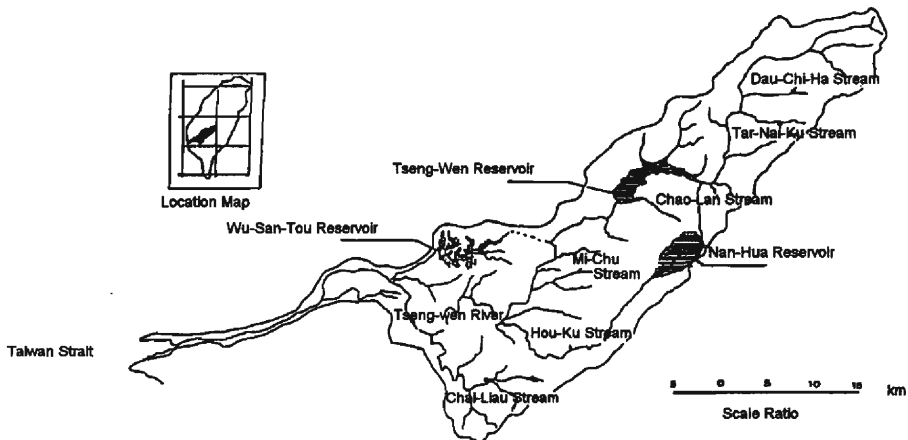 Dau-Chi-Ha Stream
Tar-Nai-Ku Stream
Tseng-Wen Reservoir
Chao-Lan Stream
Location Map
Wu-San-Tou Reservoir
Nan-Hua Reservoir
Mi-Chu
Stream
Tseng-wen River
Hou-Ku Stream
Taiwan Strait
Chai-Liau Stream
5 0 5 10 15 km
Scale Ratio